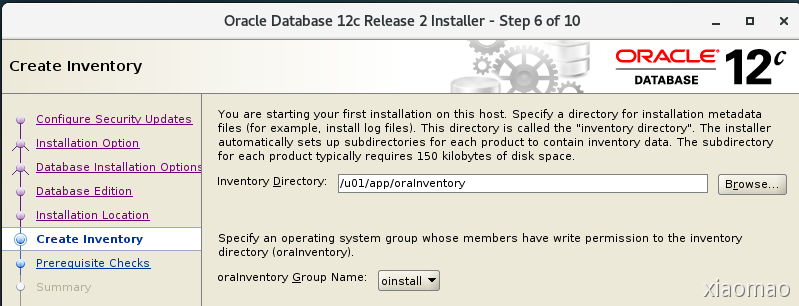 Oracle Database 12c Release 2 Installer - Step 6 of 10
Create Inventory
ORACLE
DATABASE
12c
Configure Security Updates
Installation Option
Database Installation Options
Database Edition
Installation Location
Create Inventory
Prerequisite Checks
Summary
You are starting your first installation on this host. Specify a directory for installation metadata
files (for example, install log files). This directory is called the "inventory directory". The installer
automatically sets up subdirectories for each product to contain inventory data. The subdirectory
for each product typically requires 150 kilobytes of disk space.
Inventory Directory: /u01/app/oraInventory Browse...
Specify an operating system group whose members have write permission to the inventory
directory (oraInventory).
oraInventory Group Name: oinstall
xiaomao